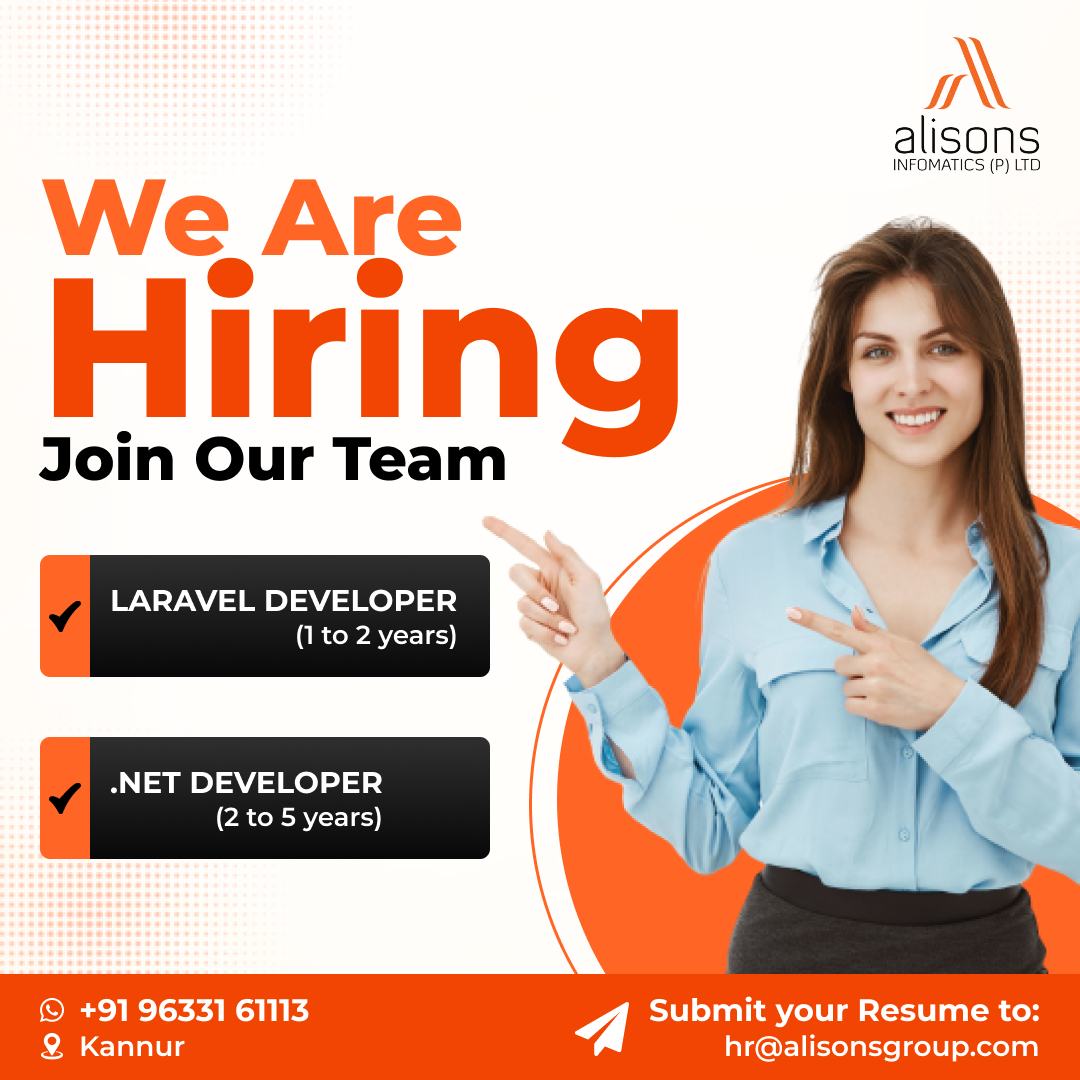 alisons
INFOMATICS (P) LTD
We Are
Hiring
Join Our Team
LARAVEL DEVELOPER
(1 to 2 years)
.NET DEVELOPER
(2 to 5 years)
+91 96331 61113
Kannur
Submit your Resume to:
hr@alisonsgroup.com